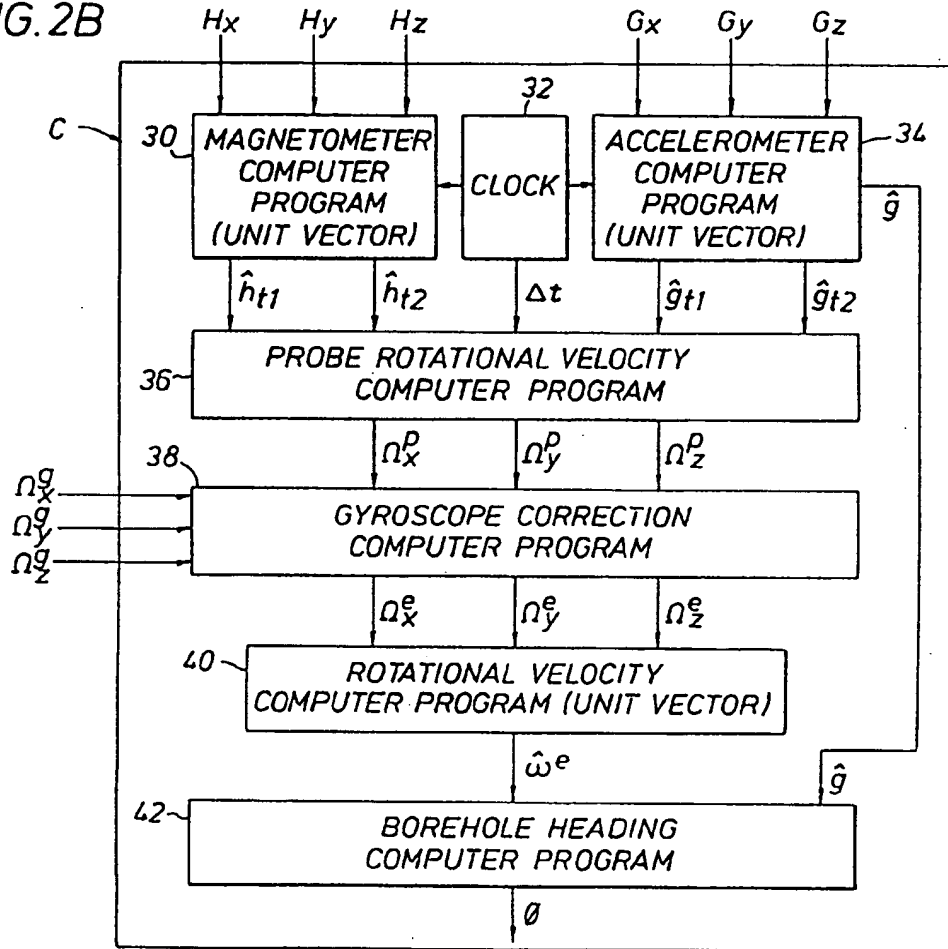 FIG. 2B
Hx Hy Hz Gx Gy Gz
C
30
MAGNETOMETER
COMPUTER
PROGRAM
(UNIT VECTOR)
32
CLOCK
ACCELEROMETER
COMPUTER
PROGRAM
(UNIT VECTOR)
34
ĝ
ĥt1 ĥt2 Δt ĝt1 ĝt2
36
PROBE ROTATIONAL VELOCITY
COMPUTER PROGRAM
Ωxᵖ Ωyᵖ Ωzᵖ
38
Ωxᵍ
Ωyᵍ
Ωzᵍ
GYROSCOPE CORRECTION
COMPUTER PROGRAM
Ωxᵉ Ωyᵉ Ωzᵉ
40
ROTATIONAL VELOCITY
COMPUTER PROGRAM (UNIT VECTOR)
ω̂ᵉ ĝ
42
BOREHOLE HEADING
COMPUTER PROGRAM
Ø